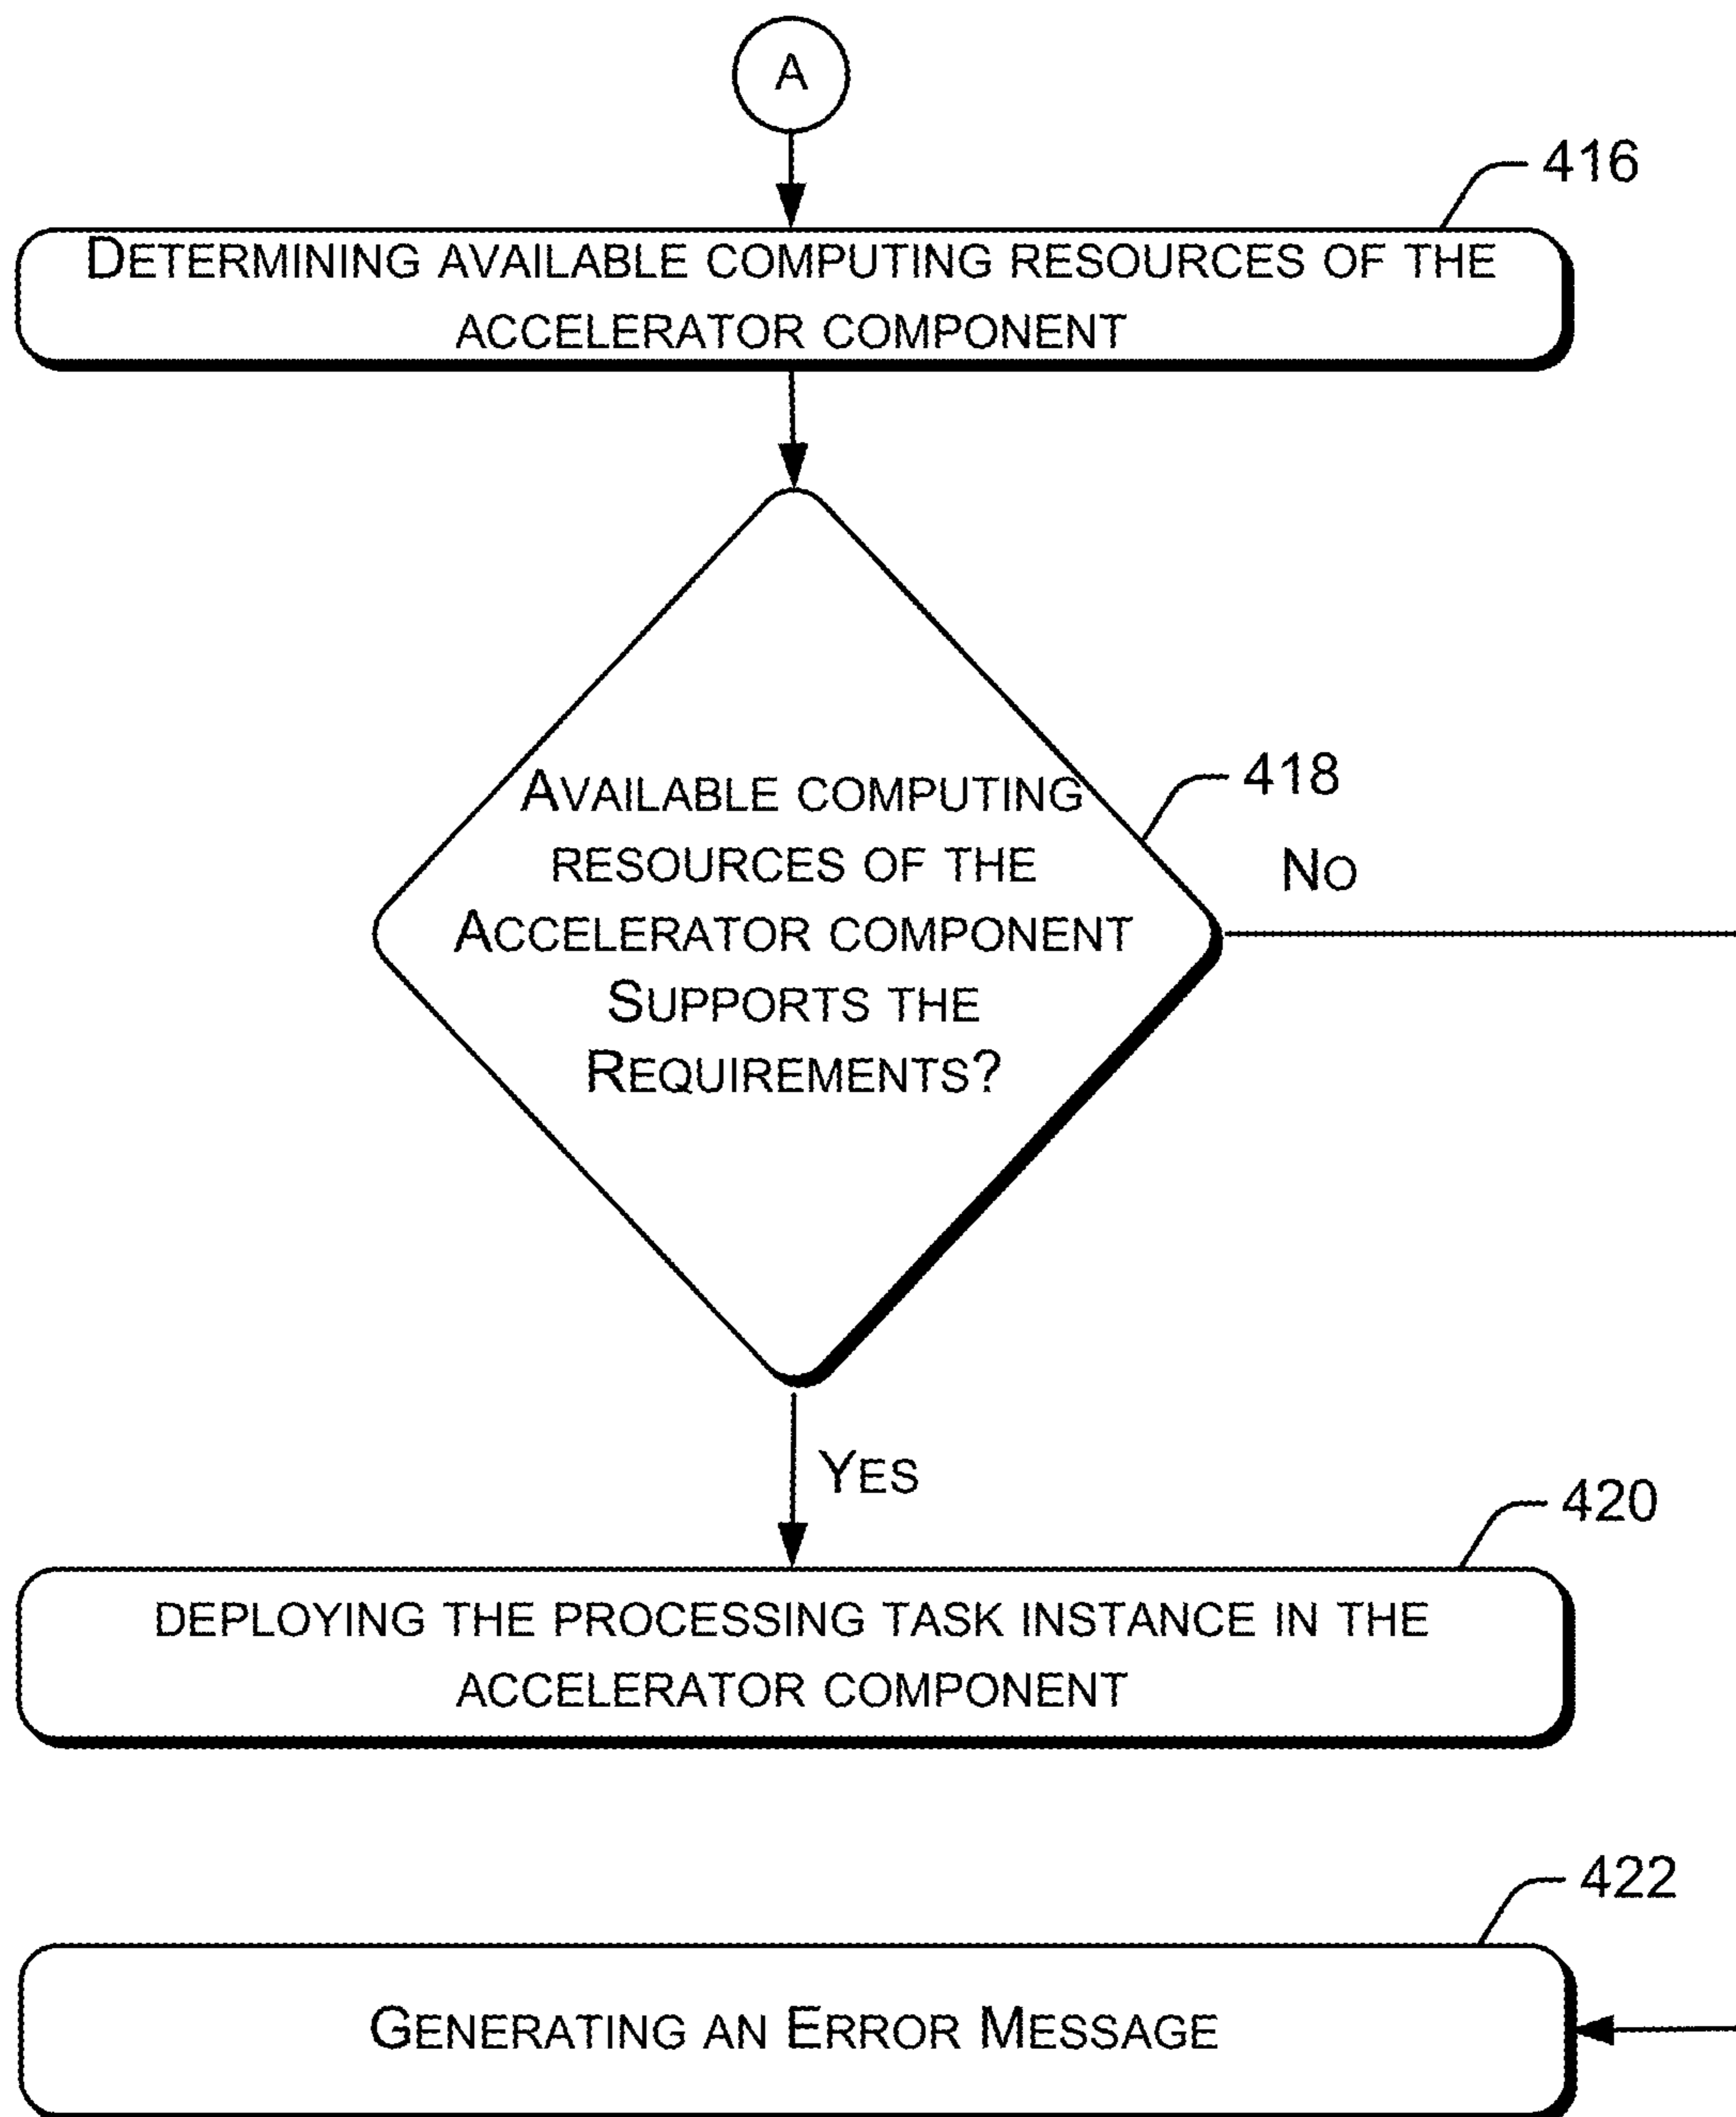 A
416
DETERMINING AVAILABLE COMPUTING RESOURCES OF THE
ACCELERATOR COMPONENT
418
AVAILABLE COMPUTING
RESOURCES OF THE
ACCELERATOR COMPONENT
SUPPORTS THE
REQUIREMENTS?
NO
YES
420
DEPLOYING THE PROCESSING TASK INSTANCE IN THE
ACCELERATOR COMPONENT
422
GENERATING AN ERROR MESSAGE